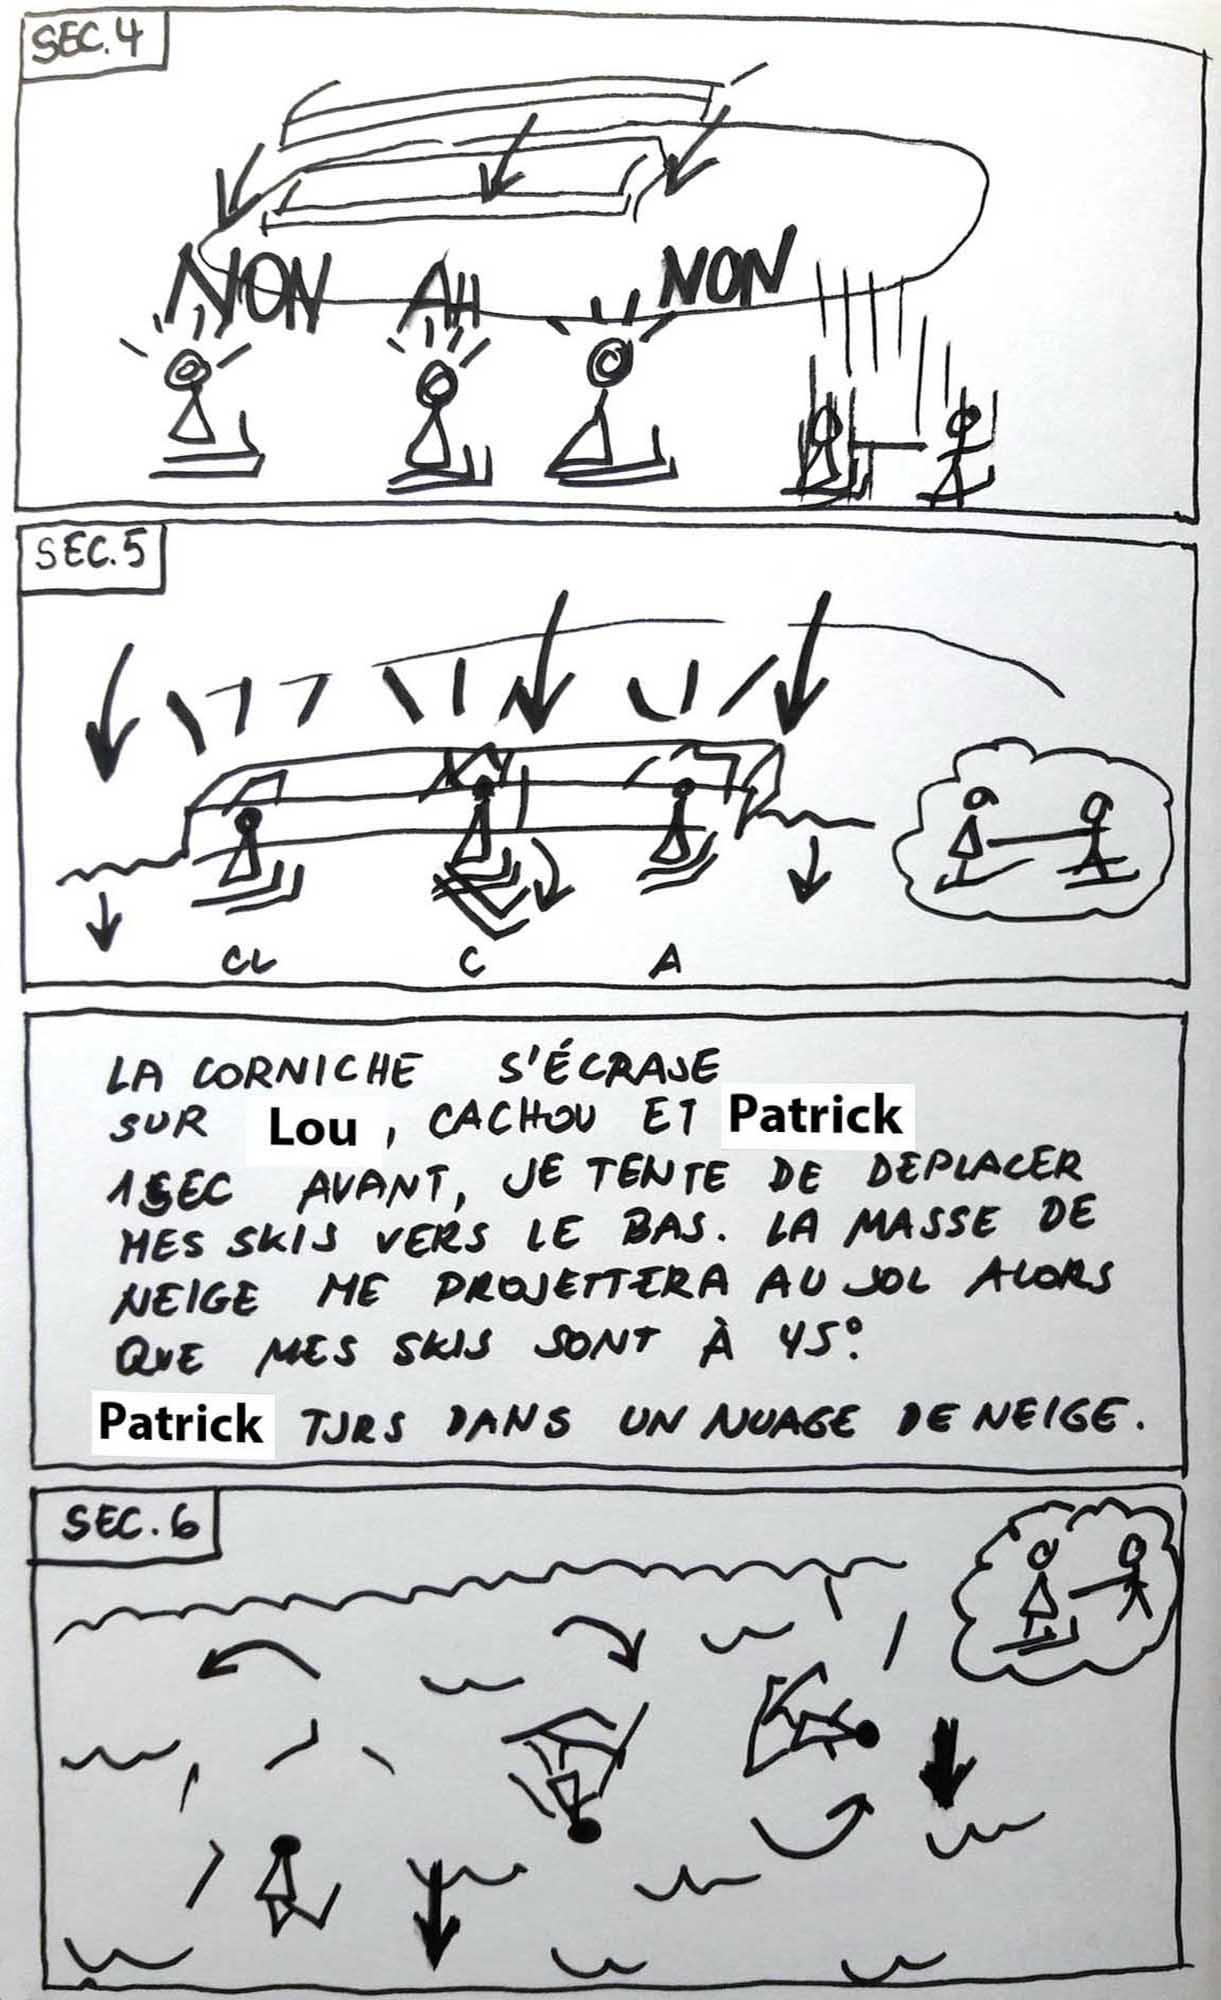 SEC.4
NON AH NON
SEC.5
CL C A
LA CORNICHE S'ÉCRASE
SUR Lou, CACHOU ET Patrick
1SEC AVANT, JE TENTE DE DEPLACER
MES SKIS VERS LE BAS. LA MASSE DE
NEIGE ME PROJETTERA AU SOL ALORS
QUE MES SKIS SONT À 45°.
Patrick TJRS DANS UN NUAGE DE NEIGE.
SEC.6